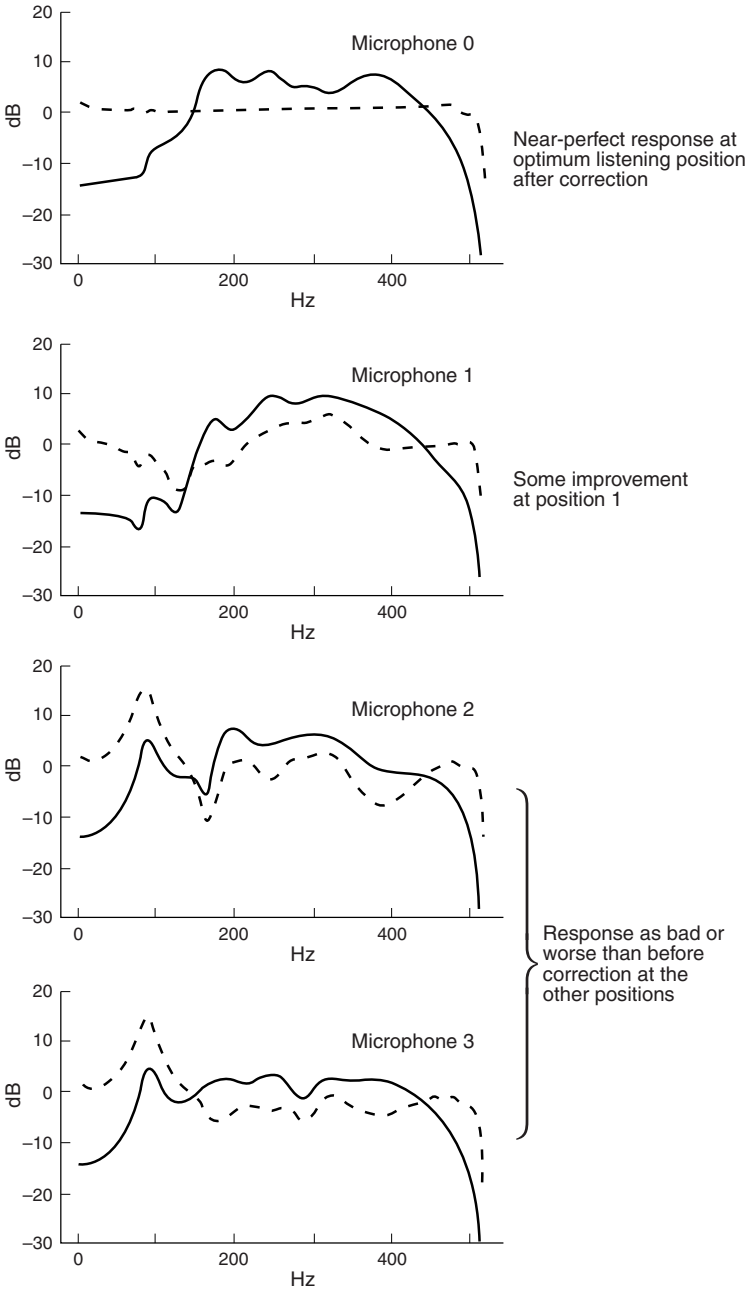 20
10
0
–10
–20
–30
dB
Microphone 0
0
200
400
Hz
Near-perfect response at
optimum listening position
after correction
20
10
0
–10
–20
–30
dB
Microphone 1
0
200
400
Hz
Some improvement
at position 1
20
10
0
–10
–20
–30
dB
Microphone 2
0
200
400
Hz
Response as bad or
worse than before
correction at the
other positions
20
10
0
–10
–20
–30
dB
Microphone 3
0
200
400
Hz